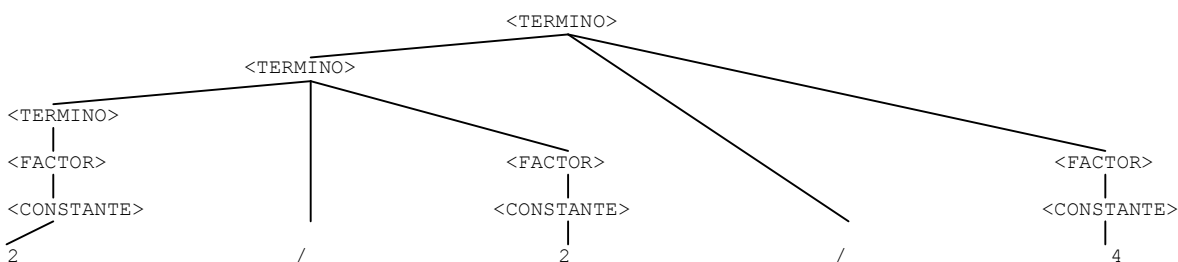 <TERMINO>
<TERMINO>
<TERMINO>
<FACTOR> <FACTOR> <FACTOR>
<CONSTANTE> <CONSTANTE> <CONSTANTE>
2 / 2 / 4